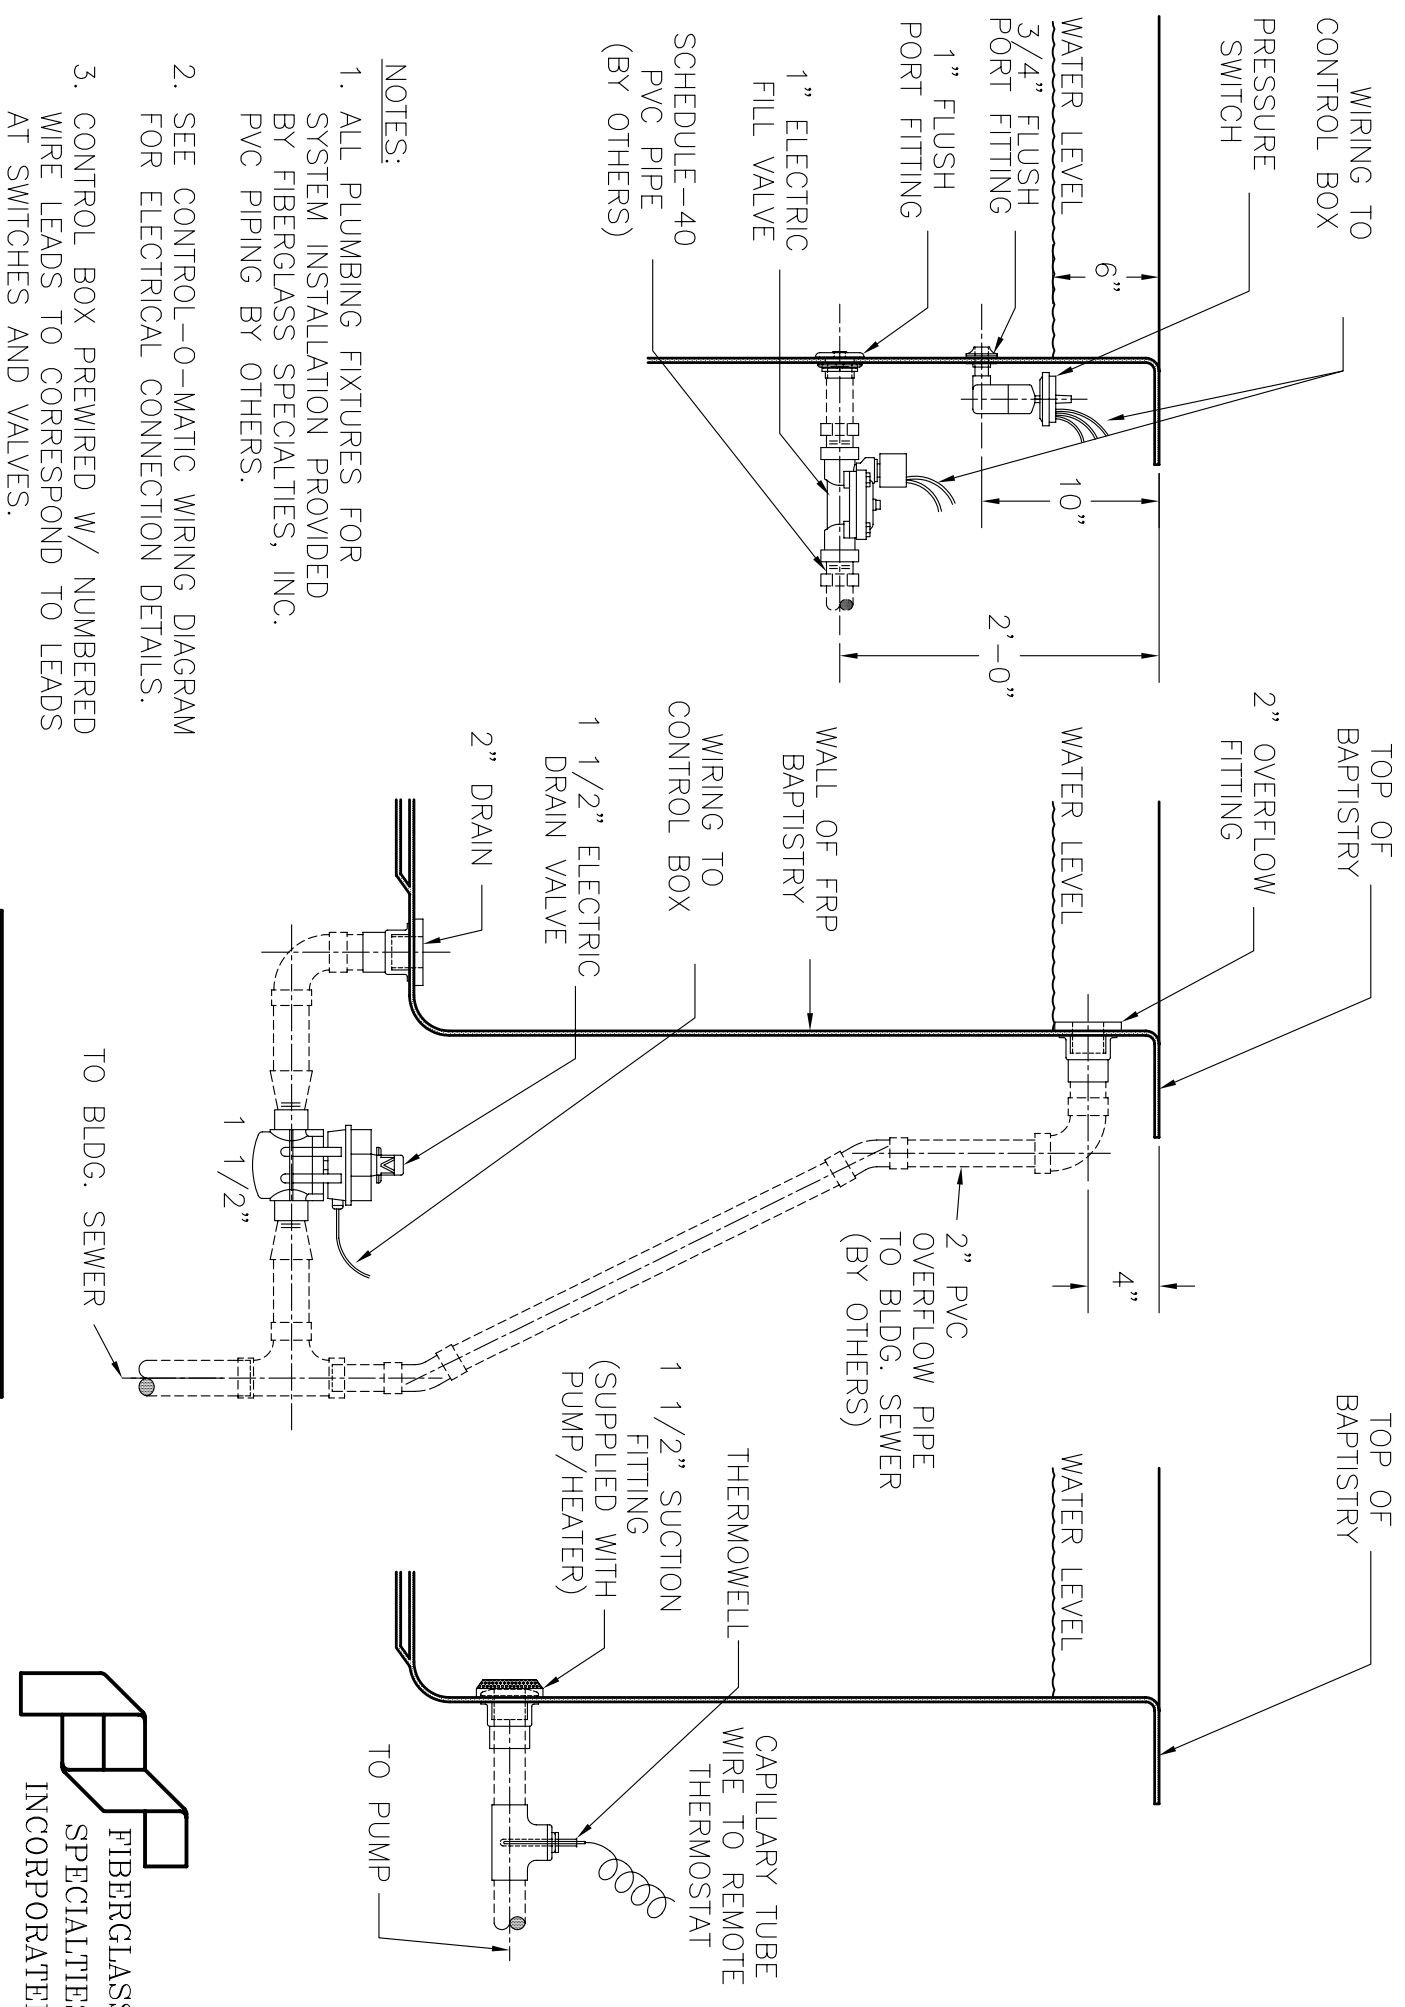 WIRING TO
CONTROL BOX
PRESSURE
SWITCH
WATER LEVEL
6"
3/4" FLUSH
PORT FITTING
1" FLUSH
PORT FITTING
1" ELECTRIC
FILL VALVE
SCHEDULE-40
PVC PIPE
(BY OTHERS)
10"
2'-0"
NOTES:
1. ALL PLUMBING FIXTURES FOR
SYSTEM INSTALLATION PROVIDED
BY FIBERGLASS SPECIALTIES, INC.
PVC PIPING BY OTHERS.
2. SEE CONTROL-O-MATIC WIRING DIAGRAM
FOR ELECTRICAL CONNECTION DETAILS.
3. CONTROL BOX PREWIRED W/ NUMBERED
WIRE LEADS TO CORRESPOND TO LEADS
AT SWITCHES AND VALVES.
TOP OF
BAPTISTRY
2" OVERFLOW
FITTING
WATER LEVEL
WALL OF FRP
BAPTISTRY
WIRING TO
CONTROL BOX
1 1/2" ELECTRIC
DRAIN VALVE
2" DRAIN
4"
2" PVC
OVERFLOW PIPE
TO BLDG. SEWER
(BY OTHERS)
1 1/2"
TO BLDG. SEWER
TOP OF
BAPTISTRY
WATER LEVEL
THERMOWELL
1 1/2" SUCTION
FITTING
(SUPPLIED WITH
PUMP/HEATER)
CAPILLARY TUBE
WIRE TO REMOTE
THERMOSTAT
TO PUMP
FIBERGLASS
SPECIALTIES
INCORPORATED